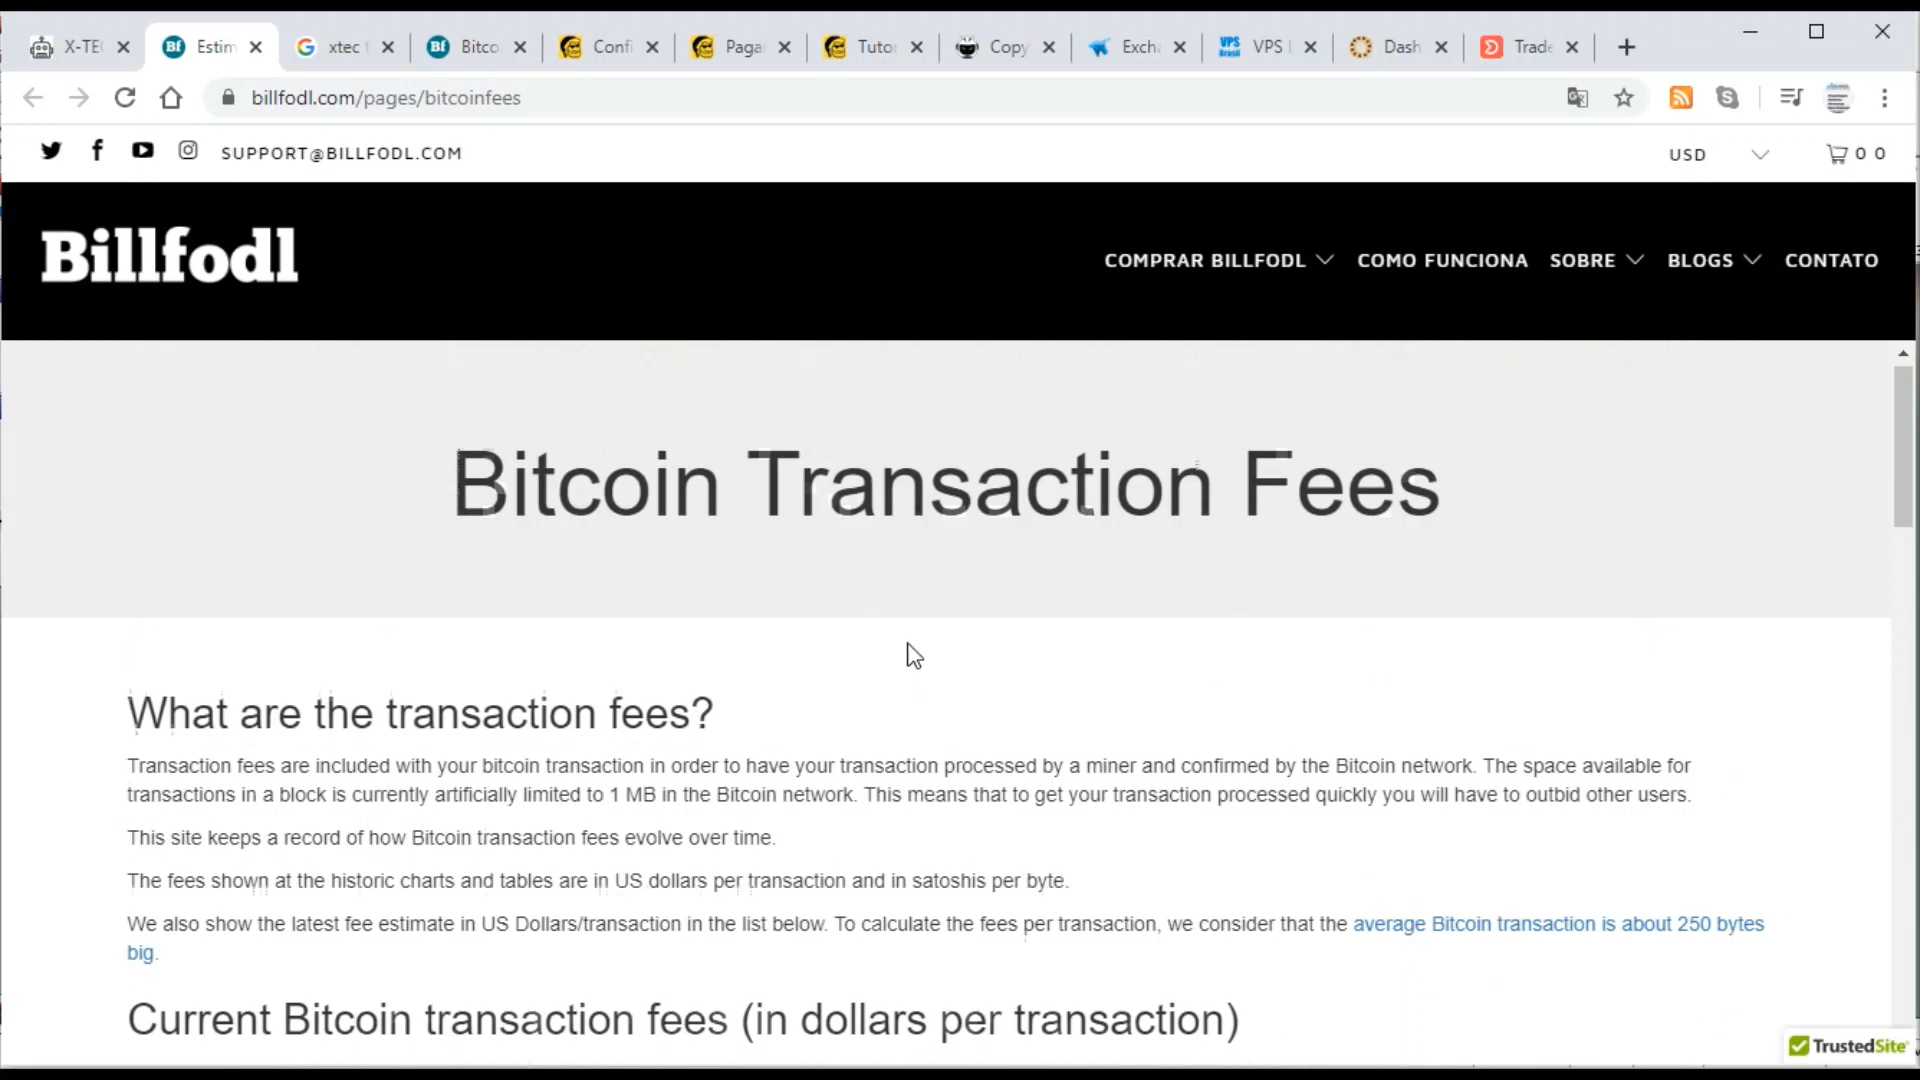 X-TE
Estim
xtec
Bitco
Confi
Paga
Tuto
Copy
Exch
VPS
Dash
Trade
billfodl.com/pages/bitcoinfees
SUPPORT@BILLFODL.COM
USD
0 0
Billfodl
COMPRAR BILLFODL
COMO FUNCIONA
SOBRE
BLOGS
CONTATO
Bitcoin Transaction Fees
What are the transaction fees?
Transaction fees are included with your bitcoin transaction in order to have your transaction processed by a miner and confirmed by the Bitcoin network. The space available for
transactions in a block is currently artificially limited to 1 MB in the Bitcoin network. This means that to get your transaction processed quickly you will have to outbid other users.
This site keeps a record of how Bitcoin transaction fees evolve over time.
The fees shown at the historic charts and tables are in US dollars per transaction and in satoshis per byte.
We also show the latest fee estimate in US Dollars/transaction in the list below. To calculate the fees per transaction, we consider that the average Bitcoin transaction is about 250 bytes
big.
Current Bitcoin transaction fees (in dollars per transaction)
TrustedSite